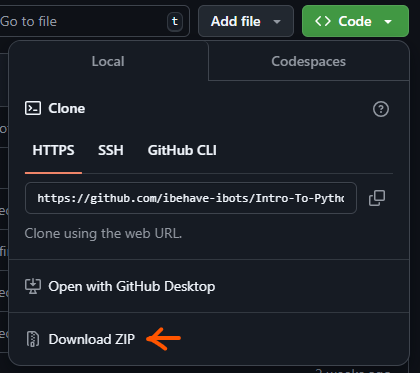 Go to file
t
Add file
<> Code
Local
Codespaces
Clone
HTTPS
SSH
GitHub CLI
https://github.com/ibehave-ibots/Intro-To-Pytho
Clone using the web URL.
Open with GitHub Desktop
Download ZIP